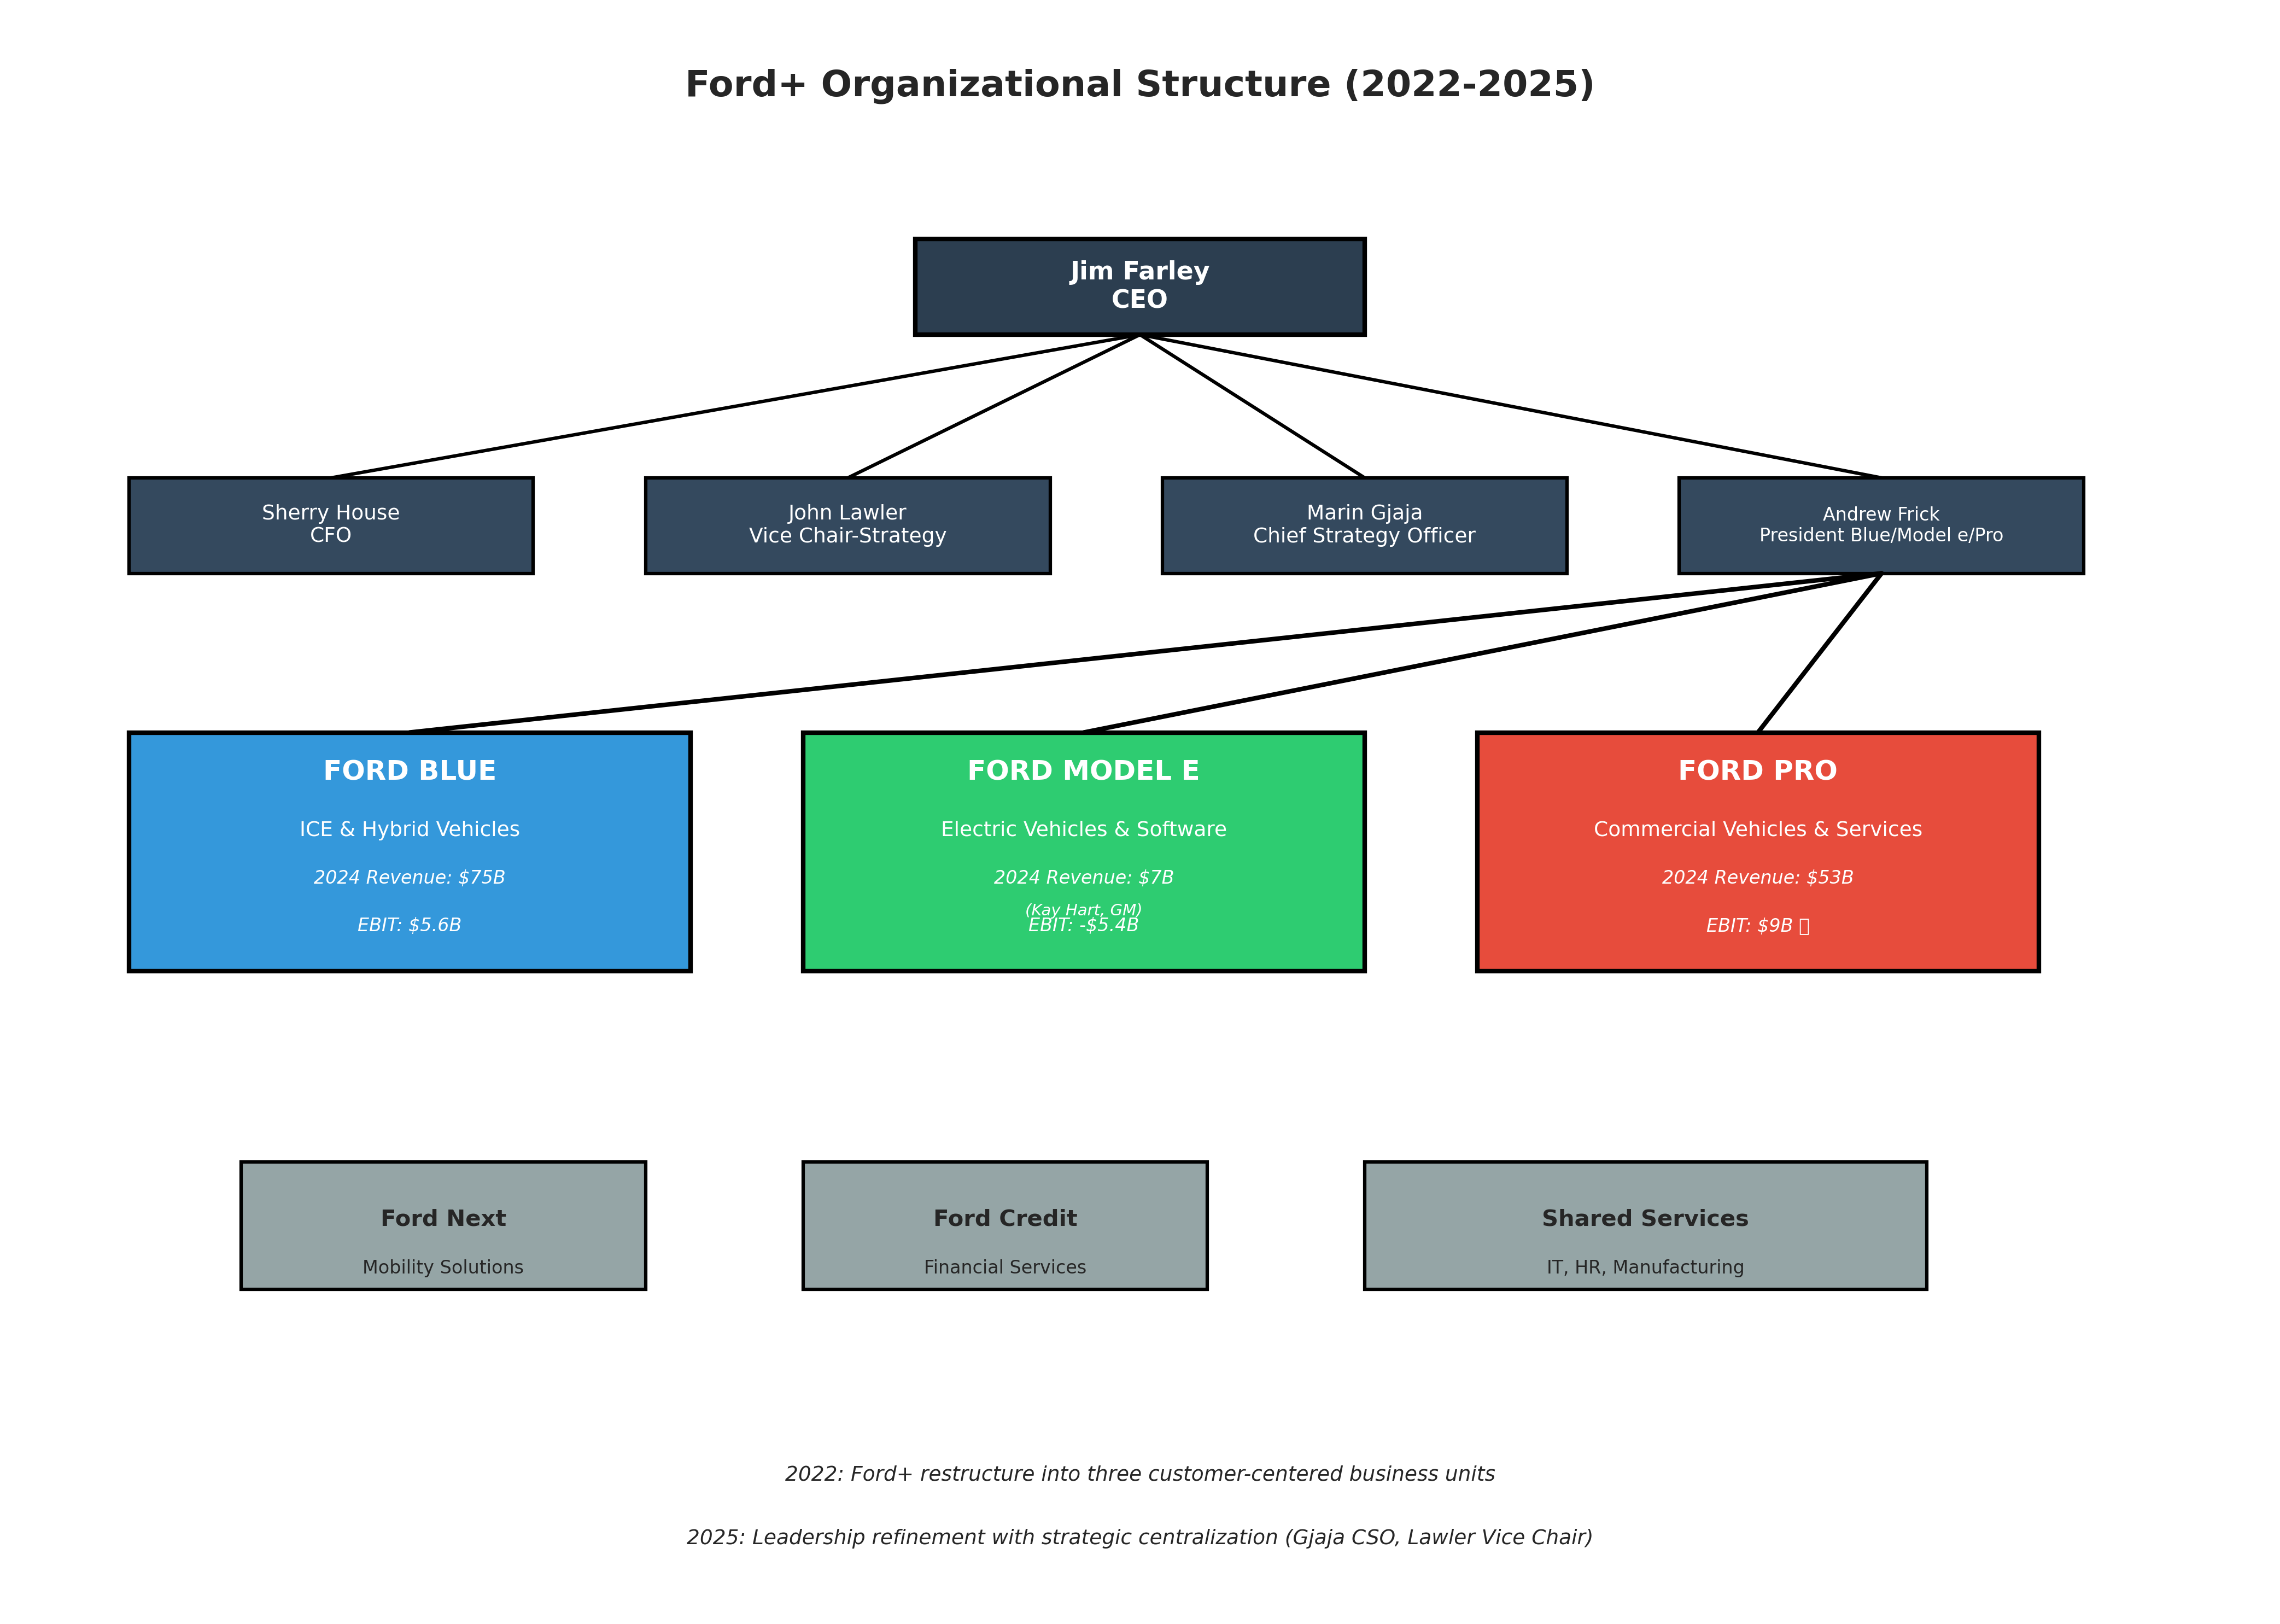 Ford+ Organizational Structure (2022-2025)
Jim Farley
CEO
Sherry House
CFO
John Lawler
Vice Chair-Strategy
Marin Gjaja
Chief Strategy Officer
Andrew Frick
President Blue/Model e/Pro
FORD BLUE
ICE & Hybrid Vehicles
2024 Revenue: $75B
EBIT: $5.6B
FORD MODEL E
Electric Vehicles & Software
2024 Revenue: $7B
(Kay Hart, GM)
EBIT: -$5.4B
FORD PRO
Commercial Vehicles & Services
2024 Revenue: $53B
EBIT: $9B
Ford Next
Mobility Solutions
Ford Credit
Financial Services
Shared Services
IT, HR, Manufacturing
2022: Ford+ restructure into three customer-centered business units
2025: Leadership refinement with strategic centralization (Gjaja CSO, Lawler Vice Chair)